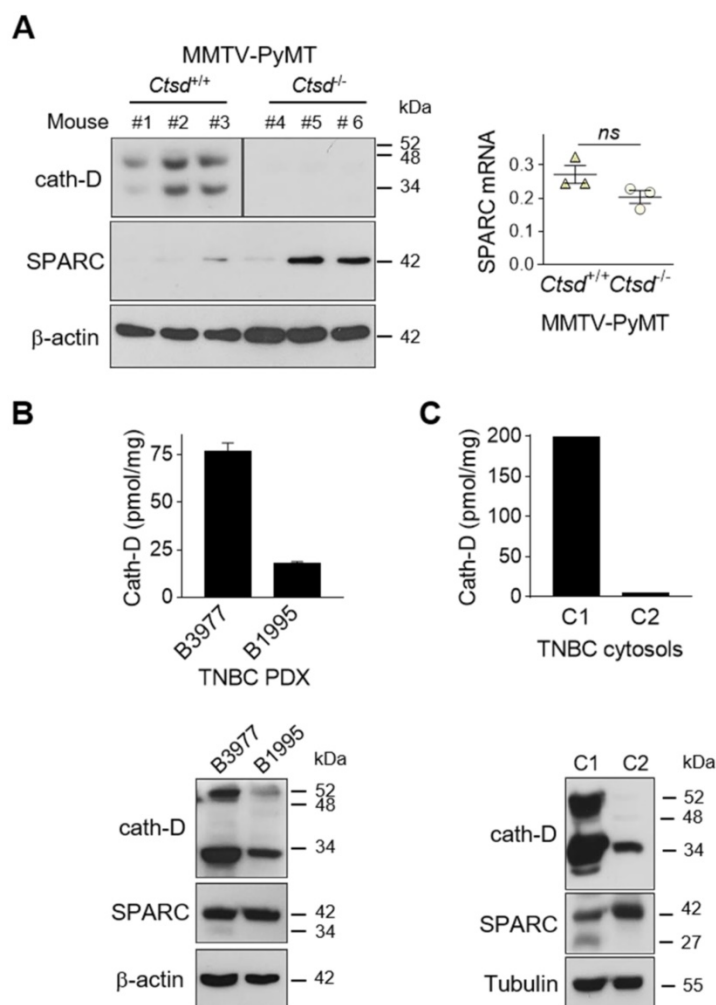 A
MMTV-PyMT
Ctsd+/+ Ctsd-/-
kDa
Mouse #1 #2 #3 #4 #5 # 6
52
48
cath-D
34
SPARC
42
β-actin
42
ns
SPARC mRNA
0.3
0.2
0.1
0.0
Ctsd+/+ Ctsd-/-
MMTV-PyMT
B
Cath-D (pmol/mg)
75
50
25
0
B3977 B1995
TNBC PDX
B3977 B1995 kDa
52
48
cath-D
34
SPARC
42
34
β-actin
42
C
Cath-D (pmol/mg)
200
150
100
50
0
C1 C2
TNBC cytosols
C1 C2 kDa
52
48
cath-D
34
SPARC
42
27
Tubulin
55